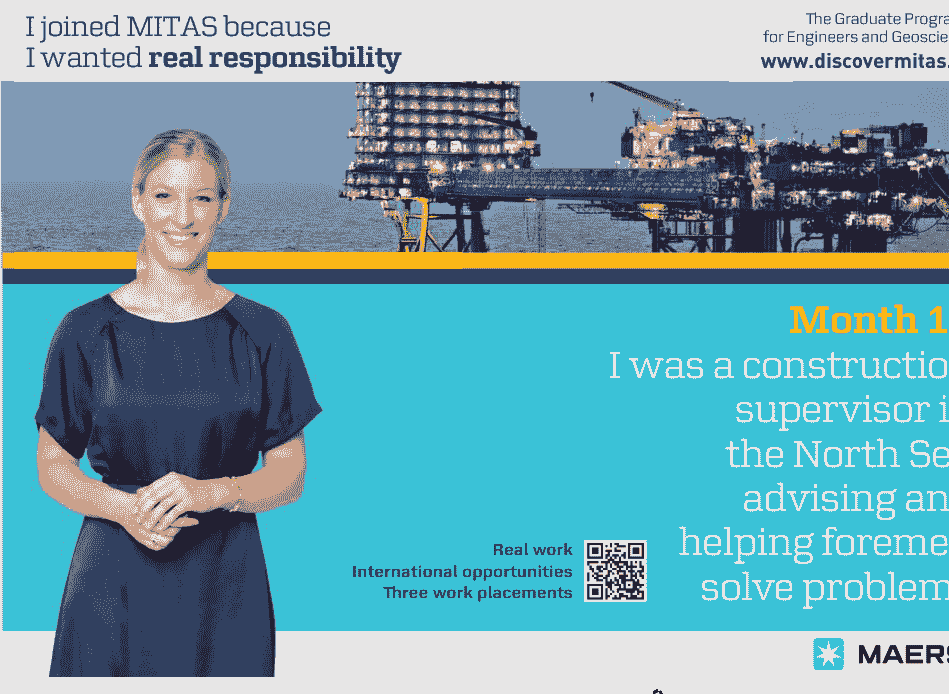 I joined MITAS because
I wanted real responsibility
The Graduate Progra
for Engineers and Geoscie
www.discovermitas.
Month 1
I was a constructio
supervisor i
the North Se
advising an
helping foreme
solve problem
Real work
International opportunities
Three work placements
MAERS